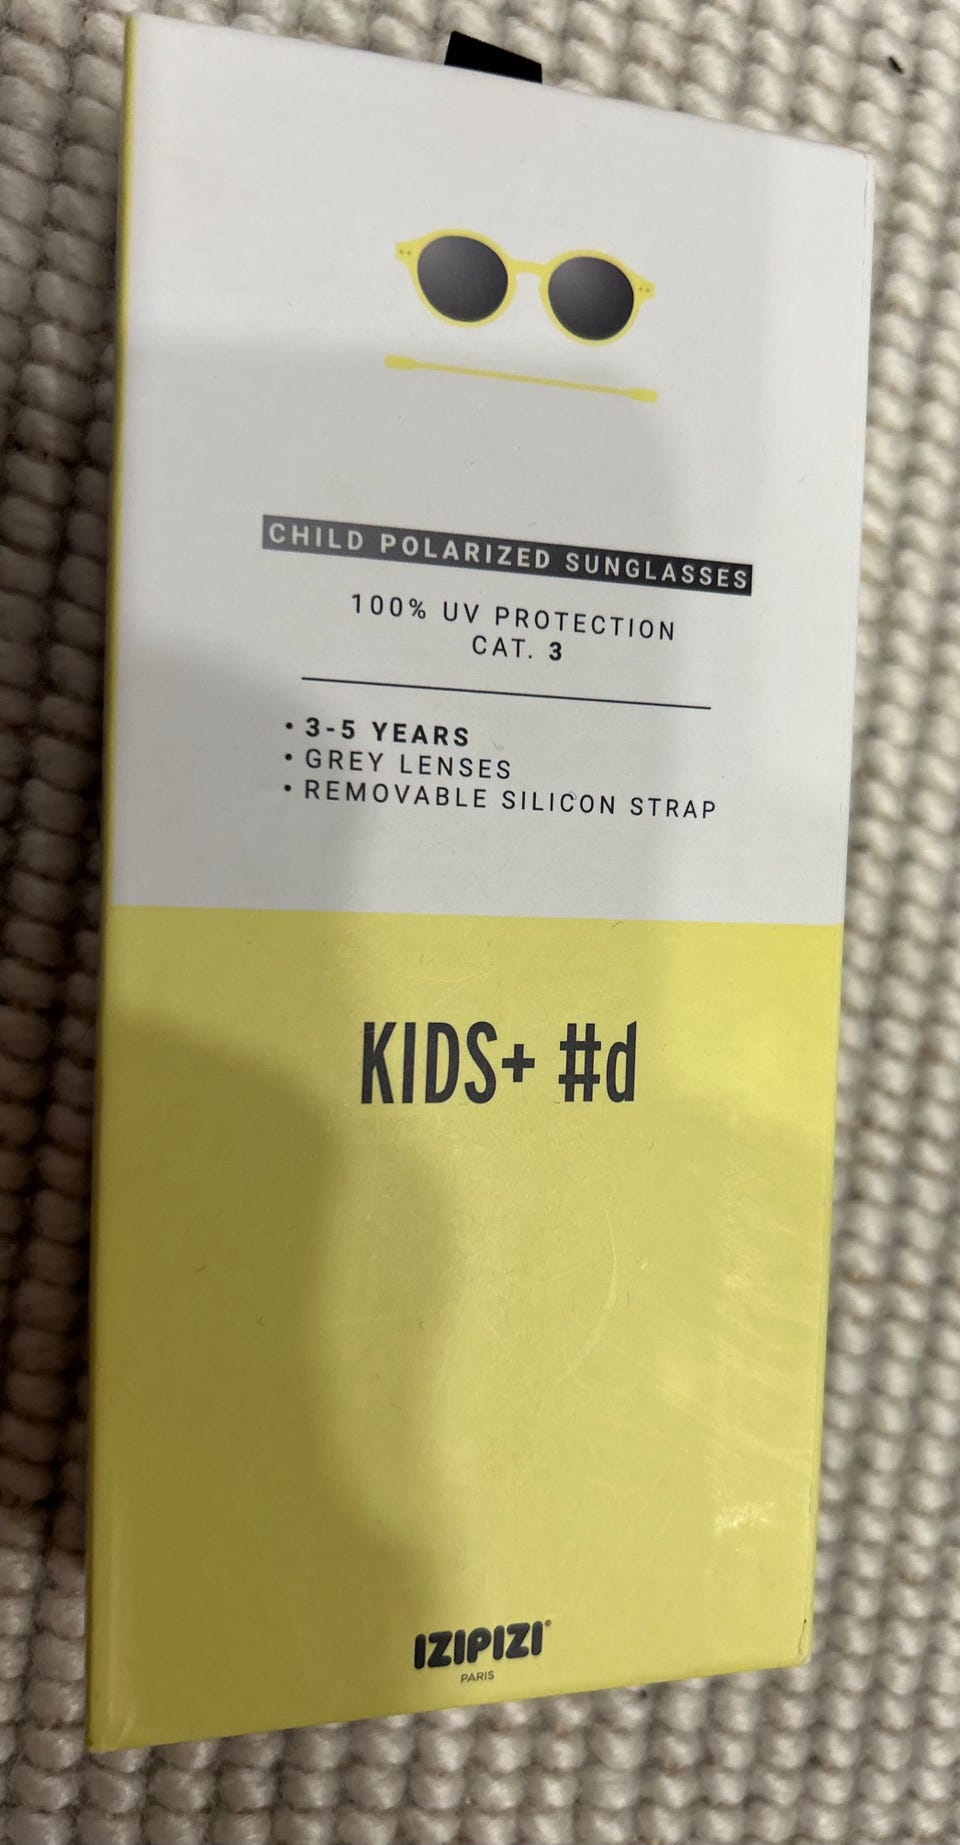 CHILD POLARIZED SUNGLASSES
100% UV PROTECTION
CAT. 3
• 3-5 YEARS
• GREY LENSES
• REMOVABLE SILICON STRAP
KIDS+ #d
IZIPIZI®
PARIS